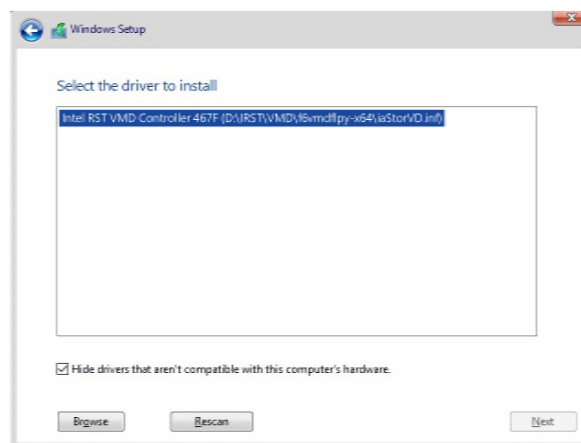 Windows Setup
Select the driver to install
Intel RST VMD Controller 467F (D:\IRST\VMD\f6vmdflpy-x64\iaStorVD.inf)
Hide drivers that aren't compatible with this computer's hardware.
Browse
Rescan
Next